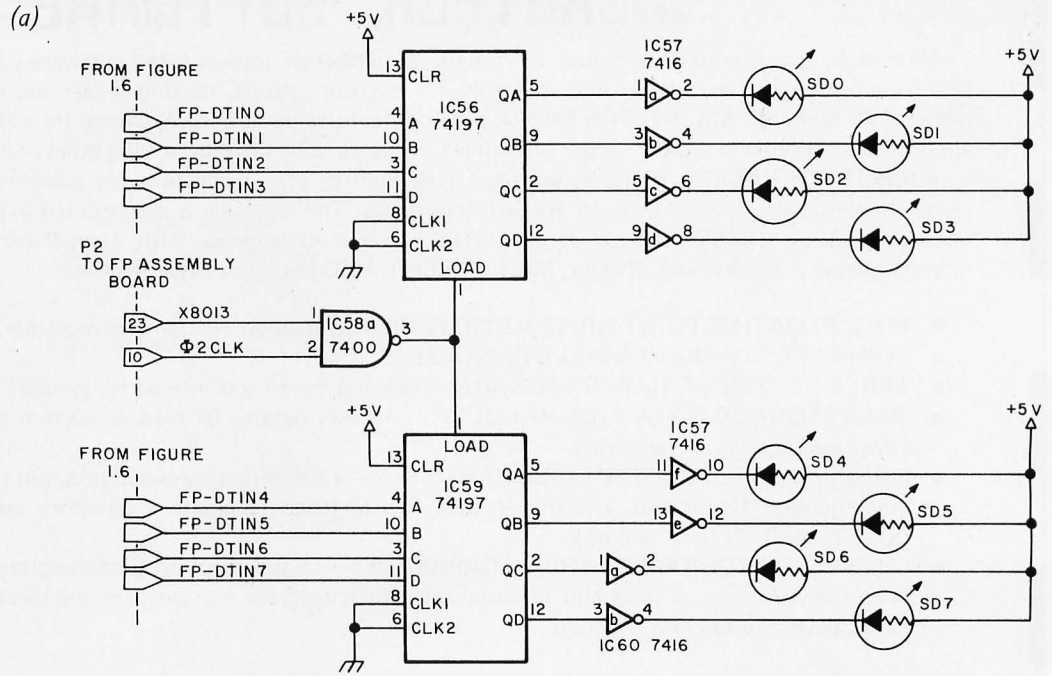 (a)
+5V
FROM FIGURE
1.6
13
CLR
IC56
74197
FP-DTIN0
4
A
FP-DTIN1
10
B
FP-DTIN2
3
C
FP-DTIN3
11
D
8
CLK1
6
CLK2
LOAD
1
QA
5
QB
9
QC
2
QD
12
IC57
7416
1
a
2
SD0
3
b
4
SD1
5
c
6
SD2
9
d
8
SD3
+5V
P2
TO FP ASSEMBLY
BOARD
23
X8013
1
10
Φ2CLK
2
IC58a
7400
3
+5V
FROM FIGURE
1.6
LOAD
13
CLR
IC59
74197
FP-DTIN4
4
A
FP-DTIN5
10
B
FP-DTIN6
3
C
FP-DTIN7
11
D
8
CLK1
6
CLK2
QA
5
QB
9
QC
2
QD
12
IC57
7416
11
f
10
SD4
13
e
12
SD5
1
a
2
SD6
3
b
4
SD7
IC60 7416
+5V